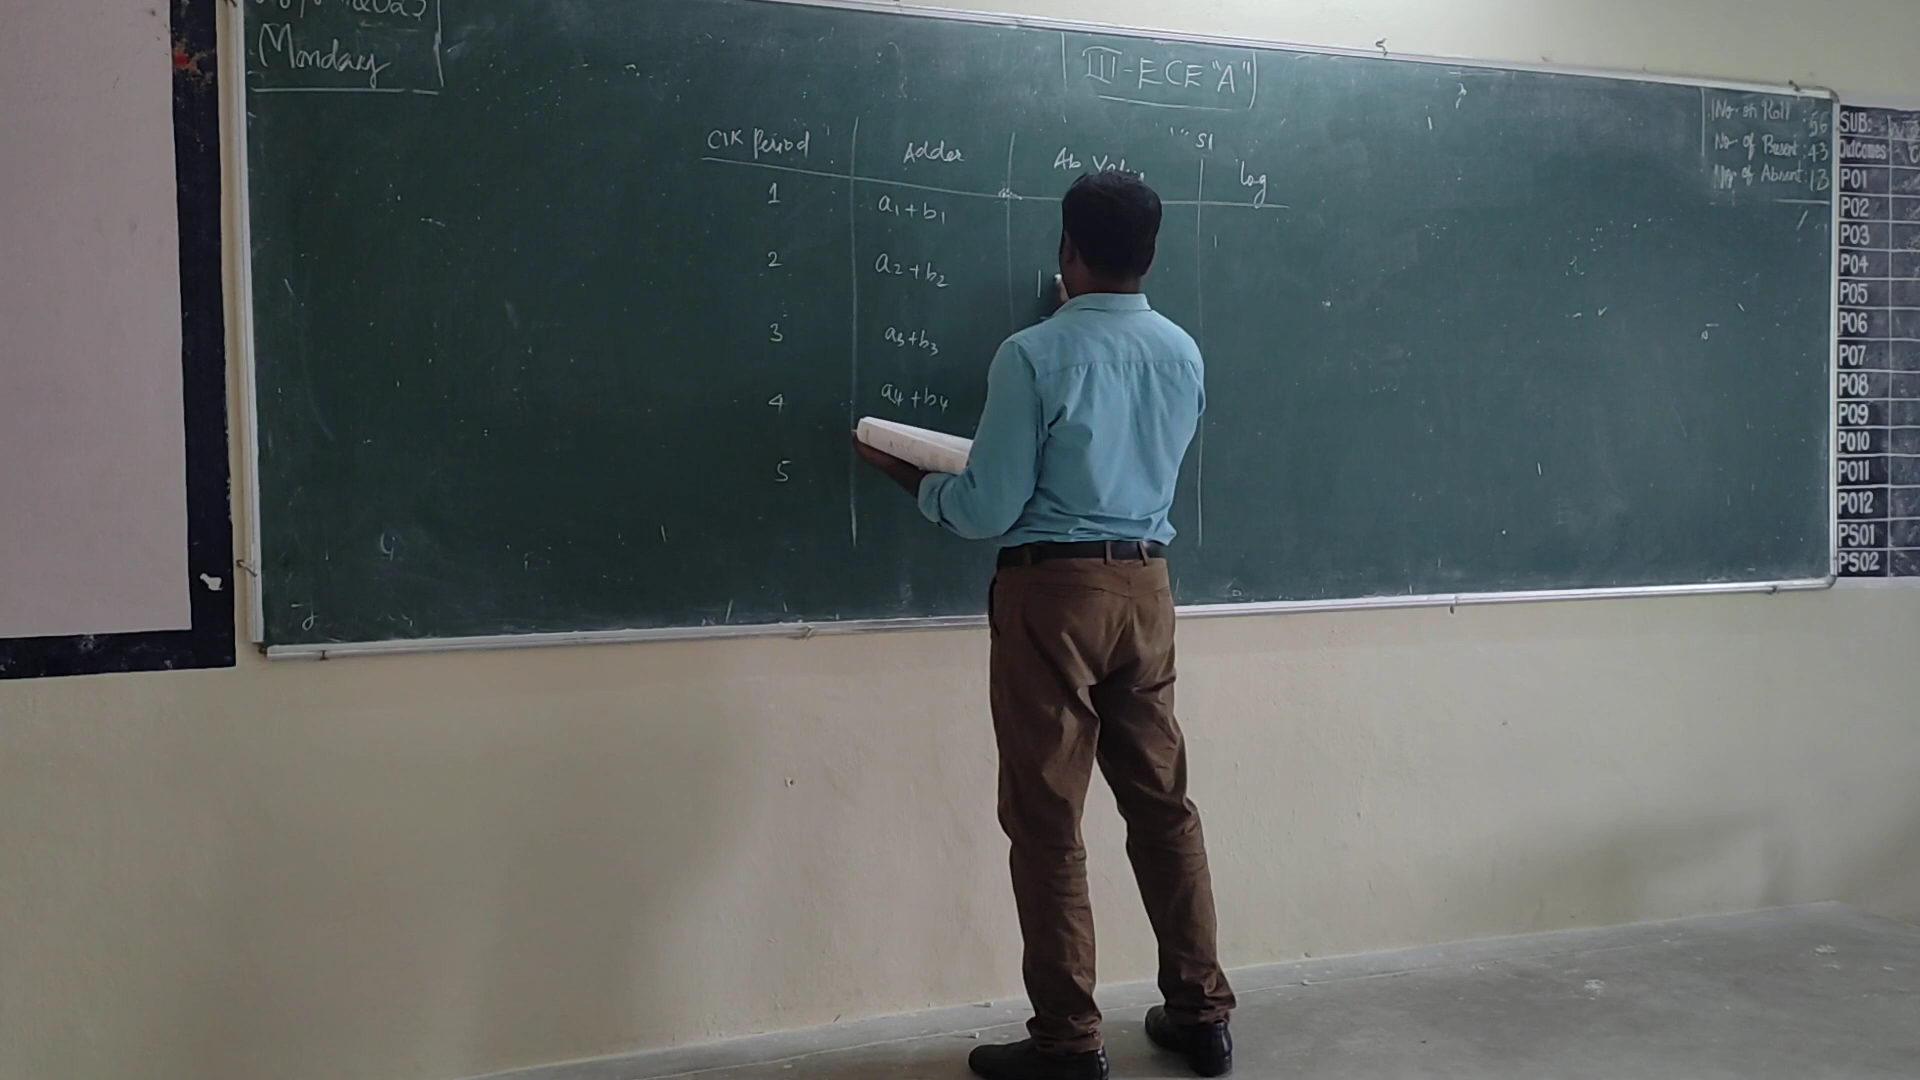 Monday
III - ECE "A"
No. on Roll : 56
No. of Present : 43
No. of Absent : 13
Clk Period
Adder
Ab Value
log
1
a1 + b1
2
a2 + b2
3
a3 + b3
4
a4 + b4
5
SUB:
Outcomes
PO1
PO2
PO3
PO4
PO5
PO6
PO7
PO8
PO9
PO10
PO11
PO12
PSO1
PSO2